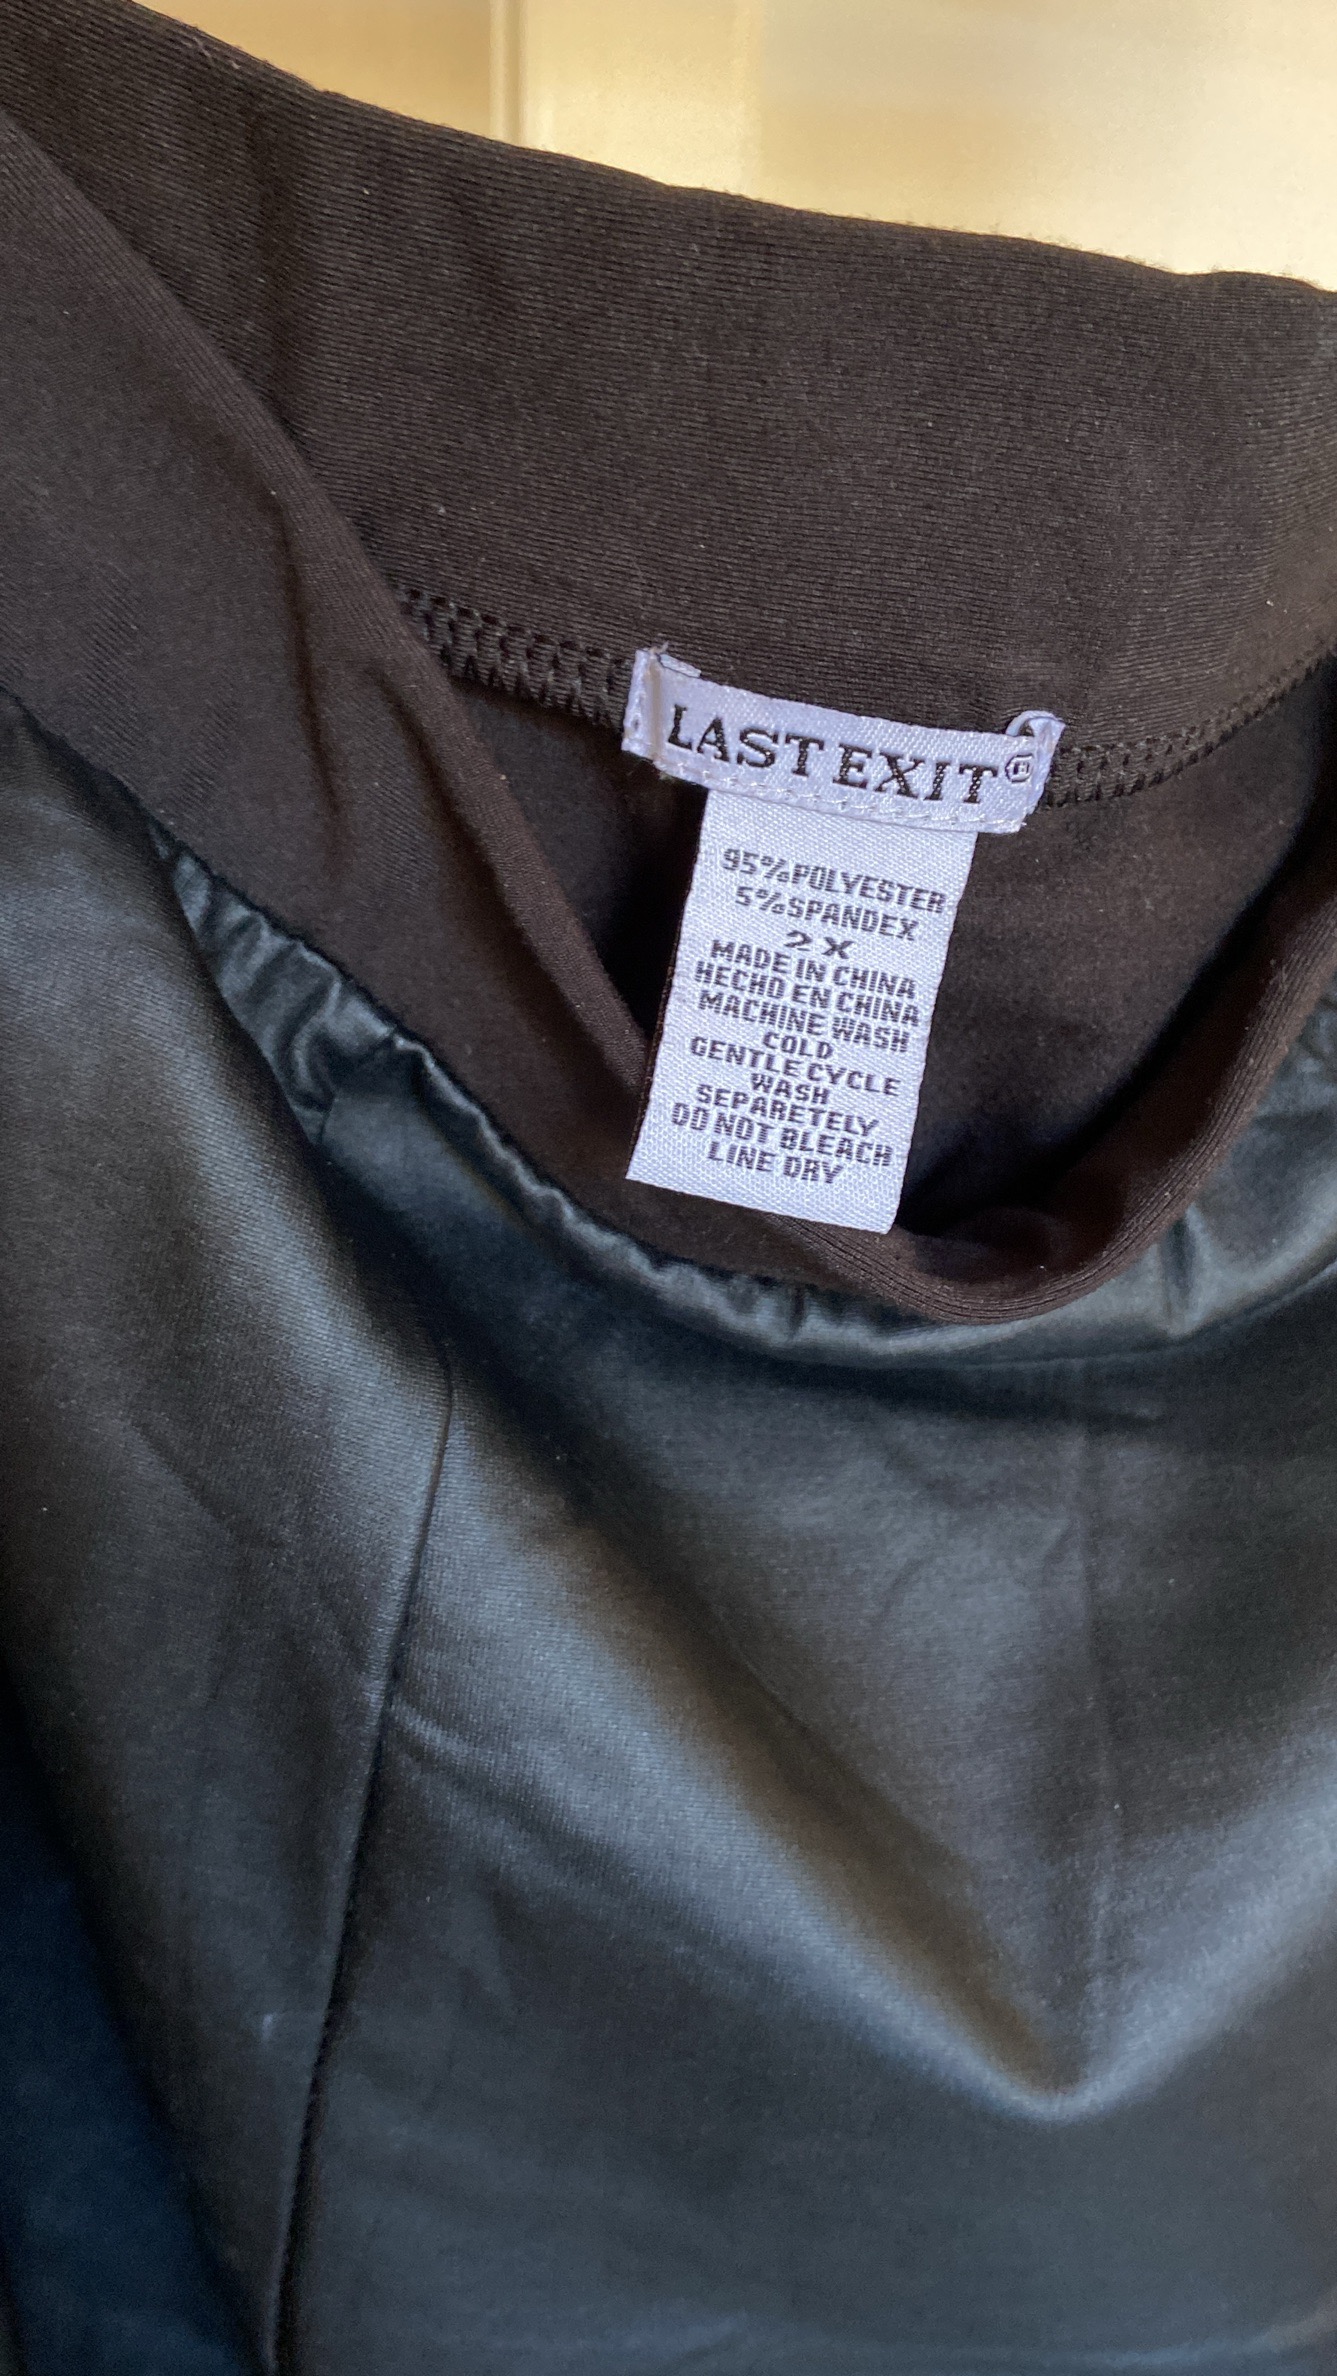 LAST EXIT®
95%POLYESTER
5%SPANDEX
2X
MADE IN CHINA
HECHO EN CHINA
MACHINE WASH
COLD
GENTLE CYCLE
WASH
SEPARETELY
DO NOT BLEACH
LINE DRY